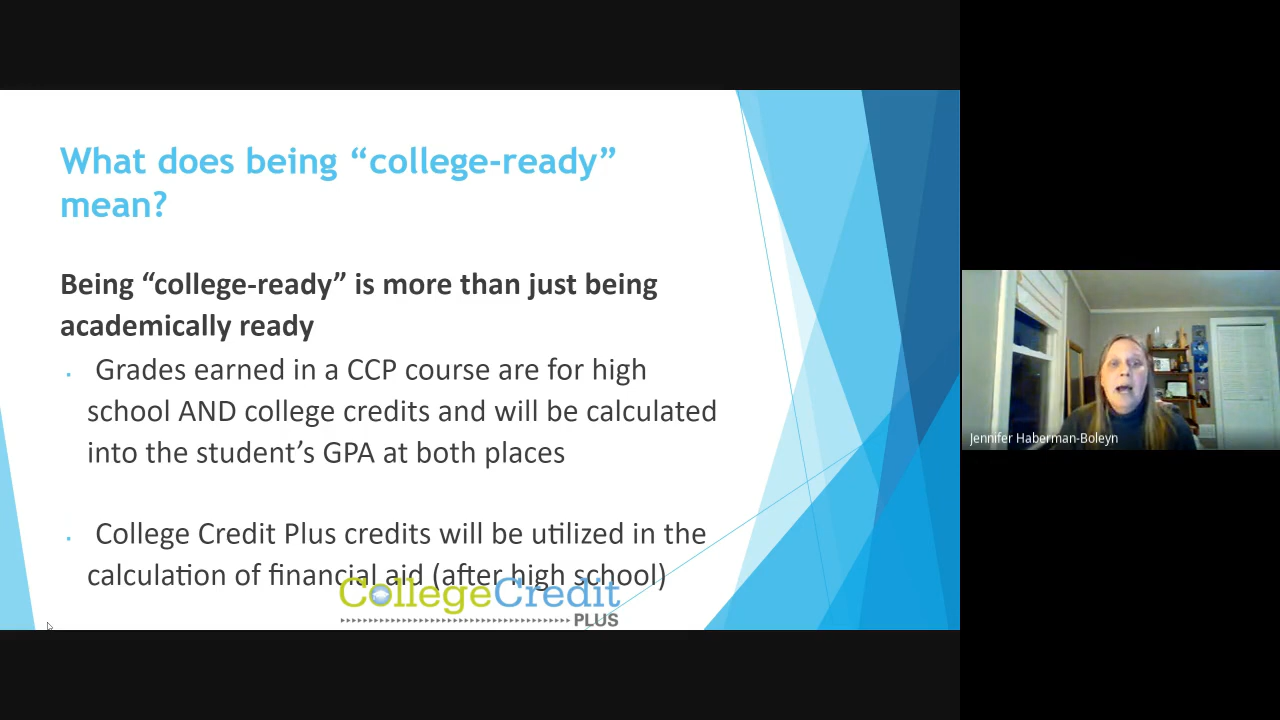 What does being “college-ready”
mean?
Being “college-ready” is more than just being
academically ready
Grades earned in a CCP course are for high
school AND college credits and will be calculated
into the student’s GPA at both places
College Credit Plus credits will be utilized in the
calculation of financial aid (after high school)
CollegeCredit
PLUS
Jennifer Haberman-Boleyn